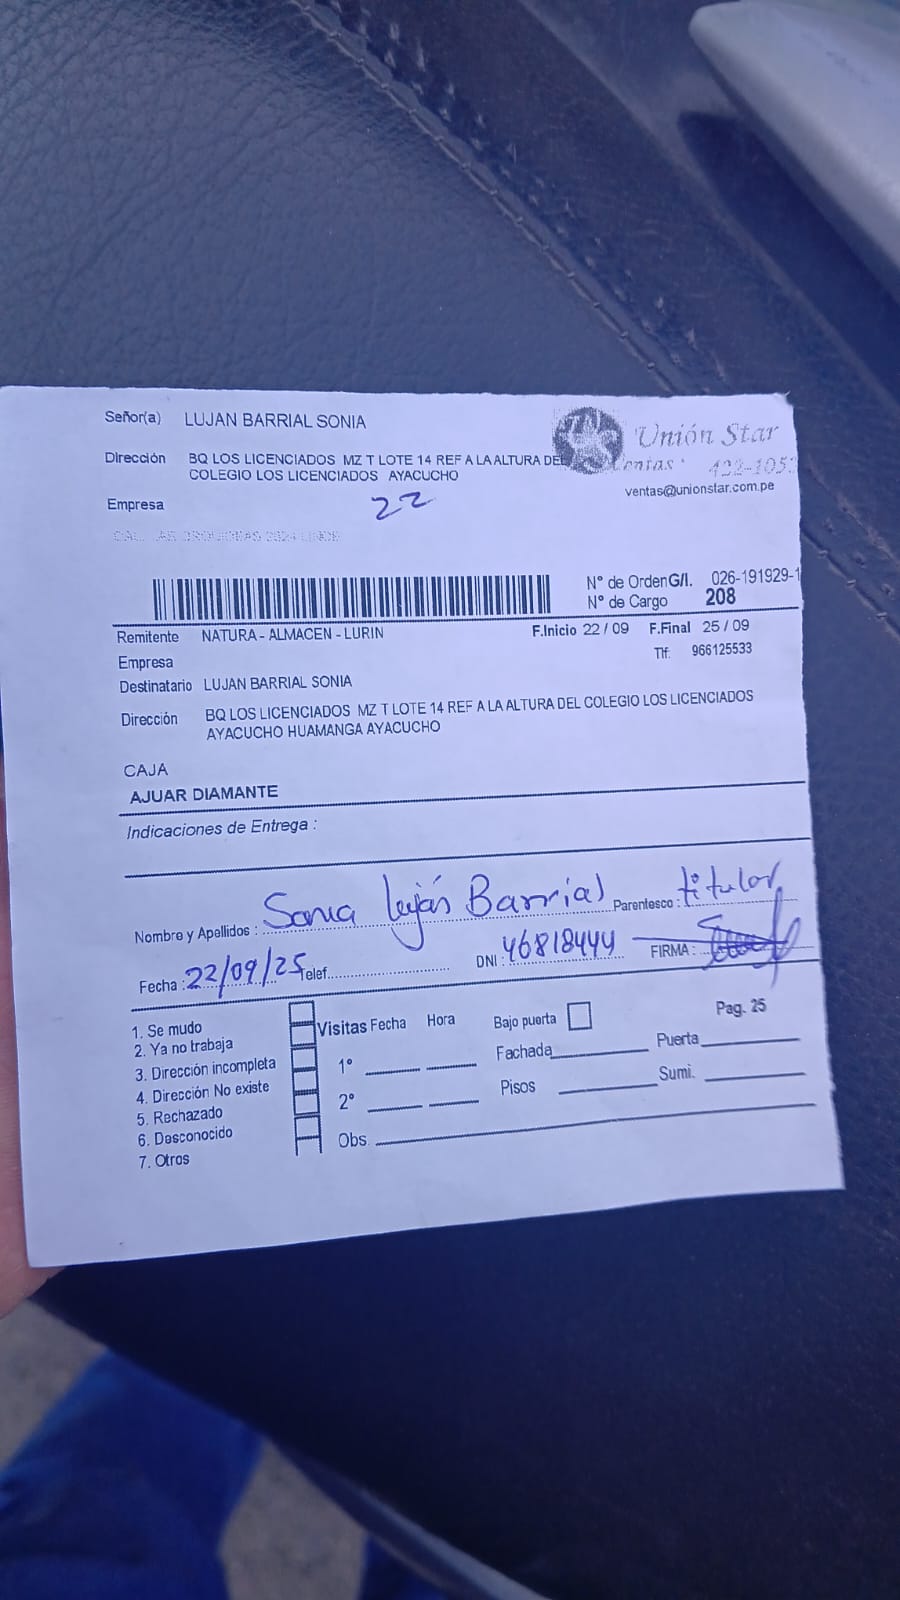 Señor(a) LUJAN BARRIAL SONIA
Unión Star
Dirección BQ LOS LICENCIADOS MZ T LOTE 14 REF A LA ALTURA DEL
COLEGIO LOS LICENCIADOS AYACUCHO
Ventas: 422-105
ventas@unionstar.com.pe
Empresa
22
N° de Orden G/I. 026-191929-1
N° de Cargo 208
Remitente NATURA - ALMACEN - LURIN F.Inicio 22 / 09 F.Final 25 / 09
Empresa Tlf: 966125533
Destinatario LUJAN BARRIAL SONIA
Dirección BQ LOS LICENCIADOS MZ T LOTE 14 REF A LA ALTURA DEL COLEGIO LOS LICENCIADOS
AYACUCHO HUAMANGA AYACUCHO
CAJA
AJUAR DIAMANTE
Indicaciones de Entrega :
Nombre y Apellidos : Sonia Luján Barrial Parentesco : titular
Fecha : 22/09/25 Telef. DNI : 46818444 FIRMA :
1. Se mudo
2. Ya no trabaja
3. Dirección incompleta
4. Dirección No existe
5. Rechazado
6. Desconocido
7. Otros
Visitas Fecha Hora
1°
2°
Obs.
Bajo puerta
Fachada
Pisos
Pag. 25
Puerta
Sumi.